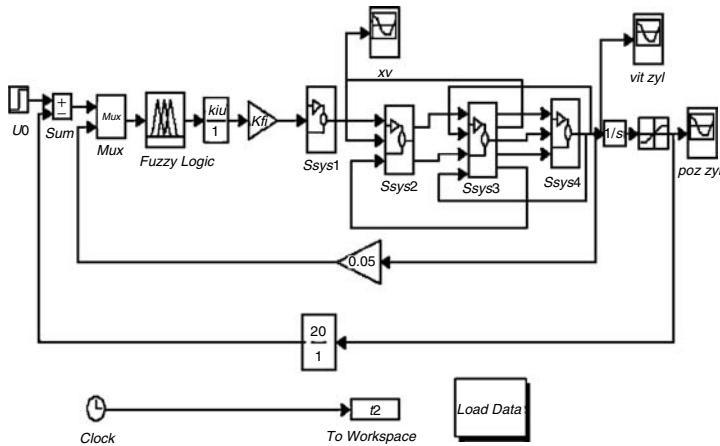 xv
vit zyl
U0
+
−
Sum
Mux
Mux
Fuzzy Logic
kiu
1
Kfi
Ssys1
Ssys2
Ssys3
Ssys4
1/s
poz zyl
0.05
20
1
Clock
t2
To Workspace
Load Data